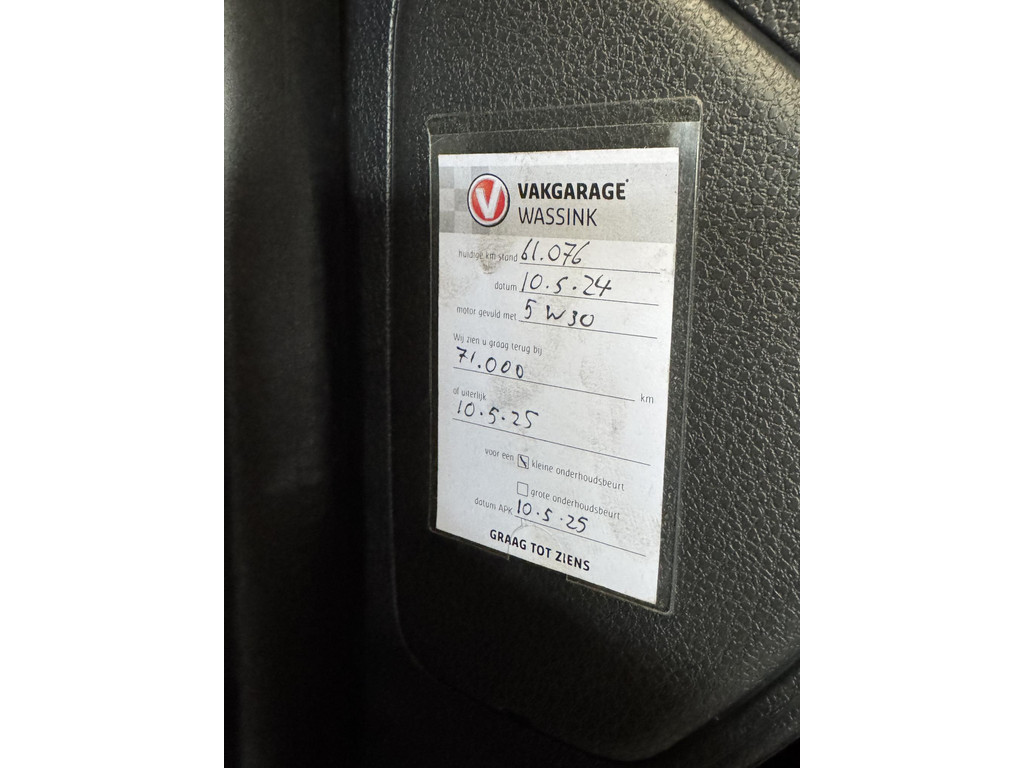 V VAKGARAGE
WASSINK
huidige km stand 61.076
datum 10.5.24
motor gevuld met 5 W30
Wij zien u graag terug bij
71.000 km
of uiterlijk
10.5.25
voor een kleine onderhoudsbeurt
grote onderhoudsbeurt
datum APK 10.5.25
GRAAG TOT ZIENS